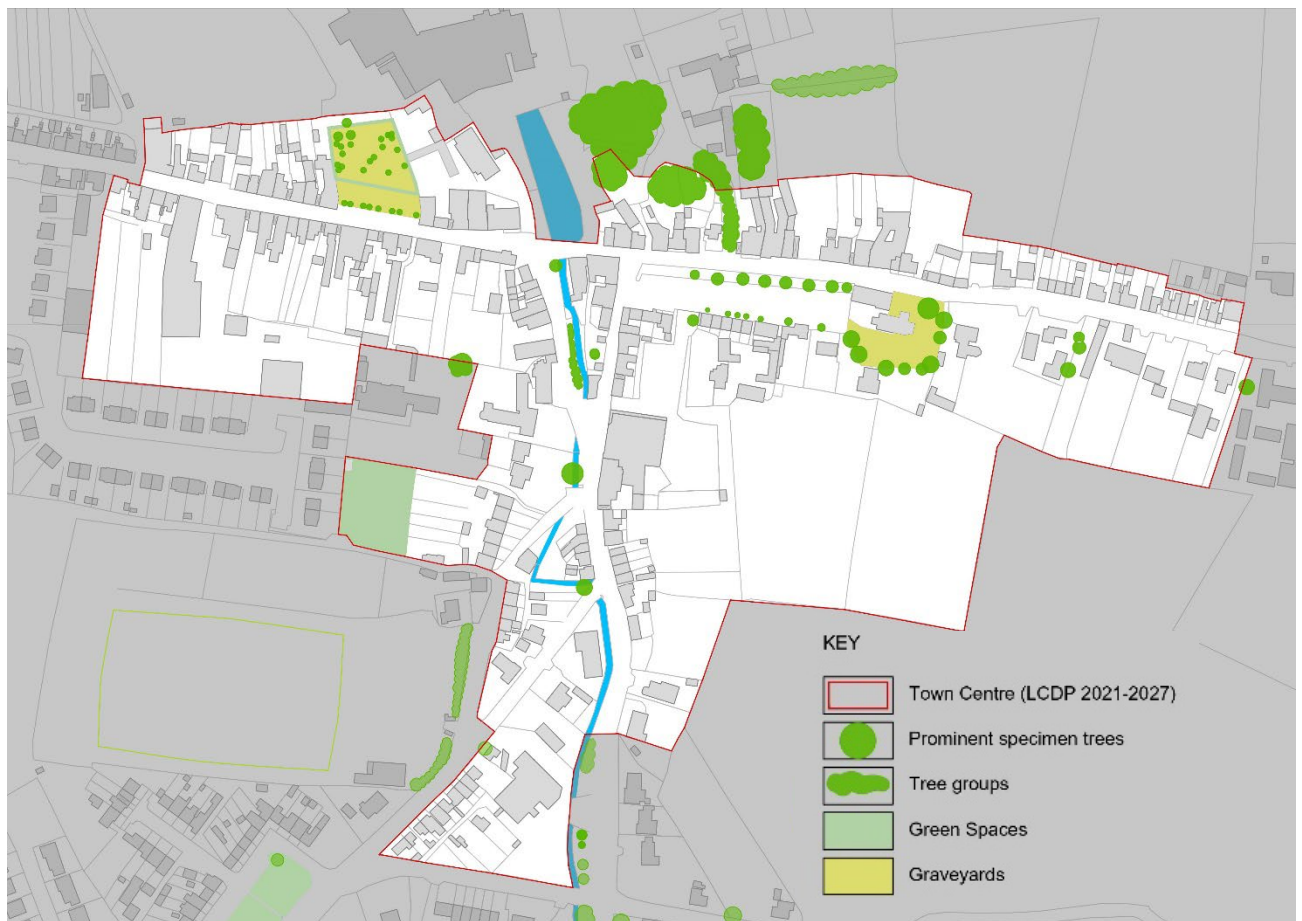 KEY
Town Centre (LCDP 2021-2027)
Prominent specimen trees
Tree groups
Green Spaces
Graveyards